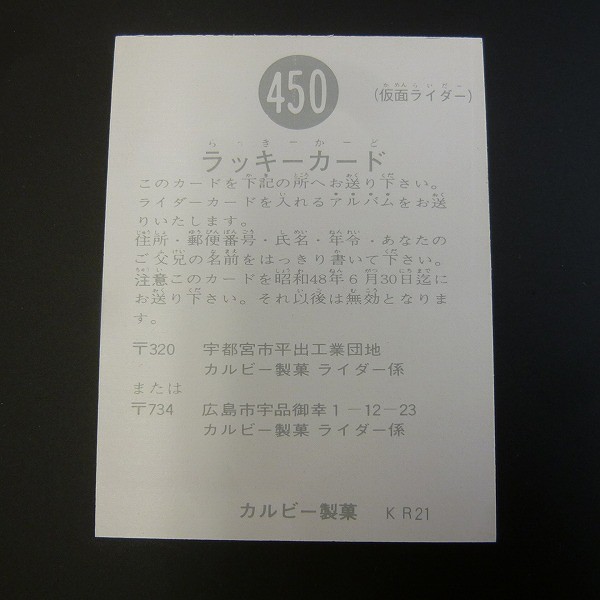 450
(仮面ライダー)
ラッキーカード
このカードを下記の所へお送り下さい。
ライダーカードを入れるアルバムをお送
りいたします。
住所・郵便番号・氏名・年令・あなたの
ご父兄の名前をはっきり書いて下さい。
注意このカードを昭和48年6月30日迄に
お送り下さい。それ以後は無効となりま
す。
〒320 宇都宮市平出工業団地
カルビー製菓 ライダー係
または
〒734 広島市宇品御幸1-12-23
カルビー製菓 ライダー係
カルビー製菓 KR21